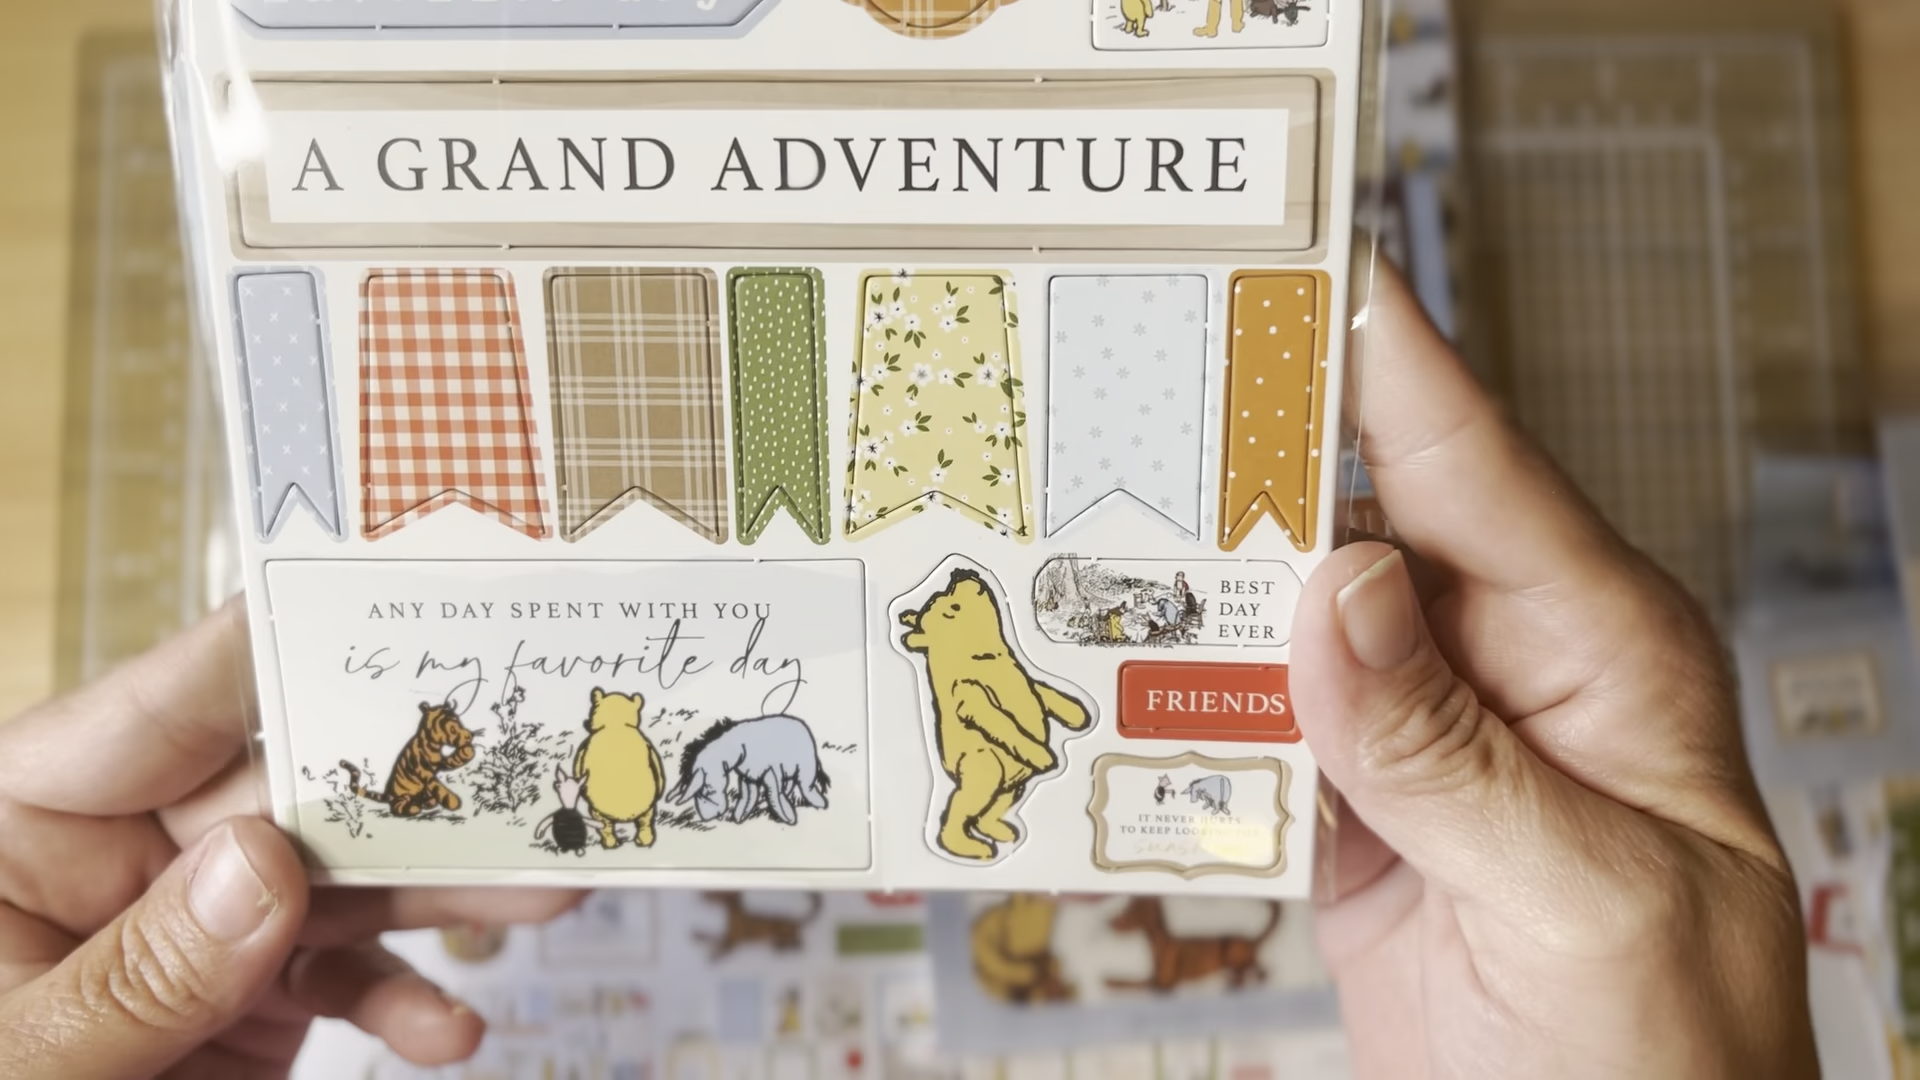 A GRAND ADVENTURE
ANY DAY SPENT WITH YOU
is my favorite day
BEST
DAY
EVER
FRIENDS
IT NEVER HURTS
TO KEEP